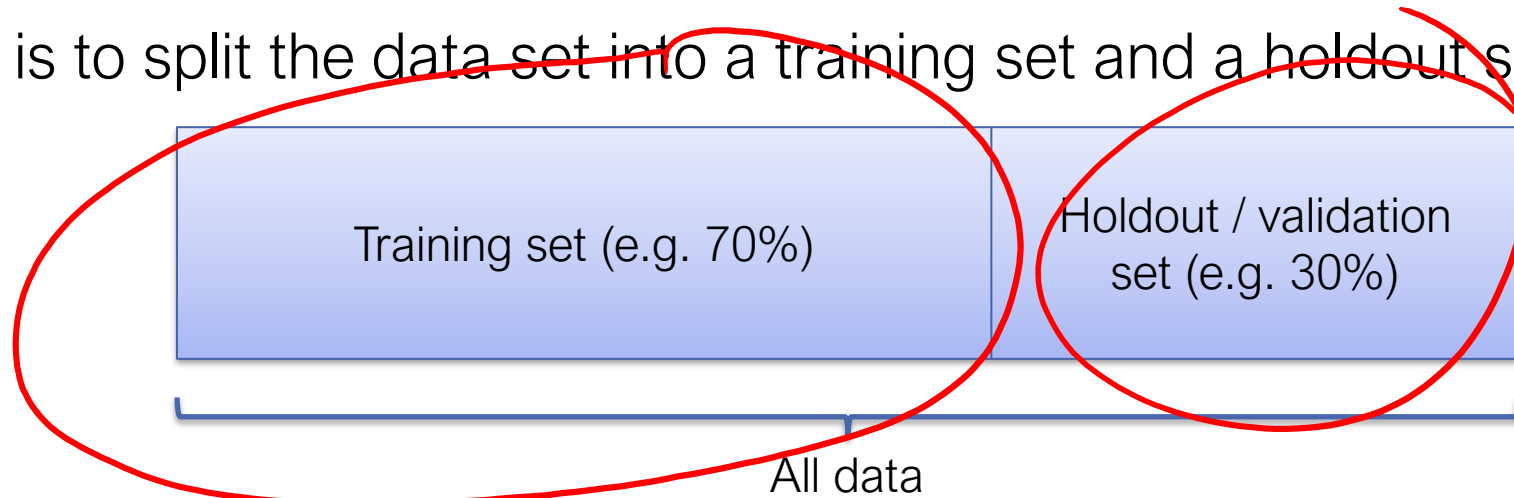 is to split the data set into a training set and a holdout s
Training set (e.g. 70%)
Holdout / validation
set (e.g. 30%)
All data